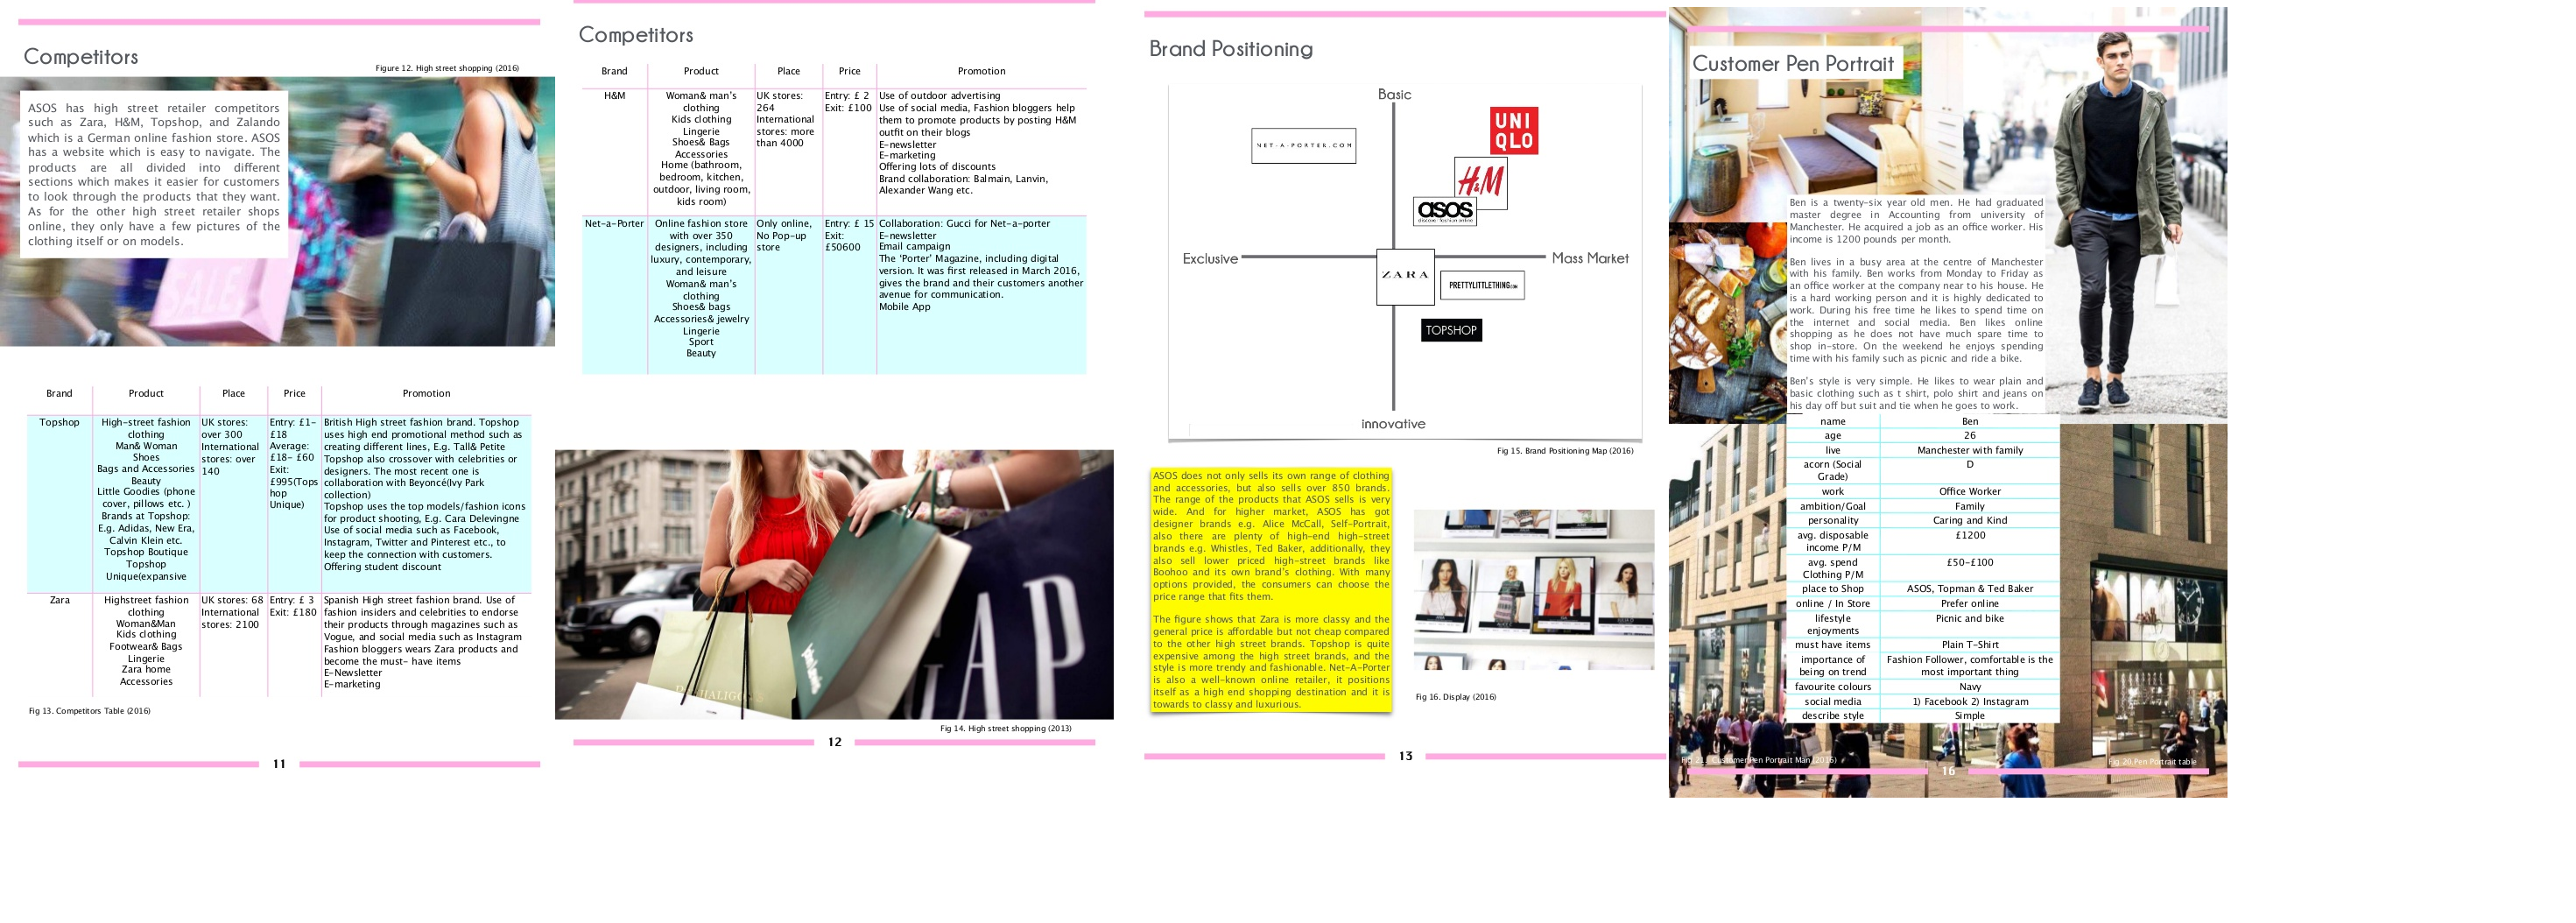 Competitors
Figure 12. High street shopping (2016)
ASOS has high street retailer competitors
such as Zara, H&M, Topshop, and Zalando
which is a German online fashion store. ASOS
has a website which is easy to navigate. The
products are all divided into different
sections which makes it easier for customers
to look through the products that they want.
As for the other high street retailer shops
online, they only have a few pictures of the
clothing itself or on models.
SALE
Brand Product Place Price Promotion
Topshop
High-street fashion
clothing
Man& Woman
Shoes
Bags and Accessories
Beauty
Little Goodies (phone
cover, pillows etc. )
Brands at Topshop:
E.g. Adidas, New Era,
Calvin Klein etc.
Topshop Boutique
Topshop
Unique(expansive
UK stores:
over 300
International
stores: over
140
Entry: £1-
£18
Average:
£18- £60
Exit:
£995(Tops
hop
Unique)
British High street fashion brand. Topshop
uses high end promotional method such as
creating different lines, E.g. Tall& Petite
Topshop also crossover with celebrities or
designers. The most recent one is
collaboration with Beyoncé(Ivy Park
collection)
Topshop uses the top models/fashion icons
for product shooting, E.g. Cara Delevingne
Use of social media such as Facebook,
Instagram, Twitter and Pinterest etc., to
keep the connection with customers.
Offering student discount
Zara
Highstreet fashion
clothing
Woman&Man
Kids clothing
Footwear& Bags
Lingerie
Zara home
Accessories
UK stores: 68
International
stores: 2100
Entry: £ 3
Exit: £180
Spanish High street fashion brand. Use of
fashion insiders and celebrities to endorse
their products through magazines such as
Vogue, and social media such as Instagram
Fashion bloggers wears Zara products and
become the must- have items
E-Newsletter
E-marketing
Fig 13. Competitors Table (2016)
11
Competitors
Brand Product Place Price Promotion
H&M
Woman& man's
clothing
Kids clothing
Lingerie
Shoes& Bags
Accessories
Home (bathroom,
bedroom, kitchen,
outdoor, living room,
kids room)
UK stores:
264
International
stores: more
than 4000
Entry: £ 2
Exit: £100
Use of outdoor advertising
Use of social media, Fashion bloggers help
them to promote products by posting H&M
outfit on their blogs
E-newsletter
E-marketing
Offering lots of discounts
Brand collaboration: Balmain, Lanvin,
Alexander Wang etc.
Net-a-Porter
Online fashion store
with over 350
designers, including
luxury, contemporary,
and leisure
Woman& man's
clothing
Shoes& bags
Accessories& jewelry
Lingerie
Sport
Beauty
Only online,
No Pop-up
store
Entry: £ 15
Exit:
£50600
Collaboration: Gucci for Net-a-porter
E-newsletter
Email campaign
The 'Porter' Magazine, including digital
version. It was first released in March 2016,
gives the brand and their customers another
avenue for communication.
Mobile App
GAP
Fig 14. High street shopping (2013)
12
Brand Positioning
Basic
NET-A-PORTER.COM
UNI
QLO
H&M
asos
discover fashion online
Exclusive
Mass Market
ZARA
PRETTYLITTLETHING.COM
TOPSHOP
innovative
Fig 15. Brand Positioning Map (2016)
ASOS does not only sells its own range of clothing
and accessories, but also sells over 850 brands.
The range of the products that ASOS sells is very
wide. And for higher market, ASOS has got
designer brands e.g. Alice McCall, Self-Portrait,
also there are plenty of high-end high-street
brands e.g. Whistles, Ted Baker, additionally, they
also sell lower priced high-street brands like
Boohoo and its own brand's clothing. With many
options provided, the consumers can choose the
price range that fits them.
The figure shows that Zara is more classy and the
general price is affordable but not cheap compared
to the other high street brands. Topshop is quite
expensive among the high street brands, and the
style is more trendy and fashionable. Net-A-Porter
is also a well-known online retailer, it positions
itself as a high end shopping destination and it is
towards to classy and luxurious.
Fig 16. Display (2016)
13
Customer Pen Portrait
Ben is a twenty-six year old men. He had graduated
master degree in Accounting from university of
Manchester. He acquired a job as an office worker. His
income is 1200 pounds per month.
Ben lives in a busy area at the centre of Manchester
with his family. Ben works from Monday to Friday as
an office worker at the company near to his house. He
is a hard working person and it is highly dedicated to
work. During his free time he likes to spend time on
the internet and social media. Ben likes online
shopping as he does not have much spare time to
shop in-store. On the weekend he enjoys spending
time with his family such as picnic and ride a bike.
Ben's style is very simple. He likes to wear plain and
basic clothing such as t shirt, polo shirt and jeans on
his day off but suit and tie when he goes to work.
name Ben
age 26
live Manchester with family
acorn (Social
Grade)
D
work Office Worker
ambition/Goal Family
personality Caring and Kind
avg. disposable
income P/M
£1200
avg. spend
Clothing P/M
£50-£100
place to Shop ASOS, Topman & Ted Baker
online / In Store Prefer online
lifestyle
enjoyments
Picnic and bike
must have items Plain T-Shirt
importance of
being on trend
Fashion Follower, comfortable is the
most important thing
favourite colours Navy
social media 1) Facebook 2) Instagram
describe style Simple
Customer Pen Portrait Man (2016)
Fig 20 Pen Portrait table
16